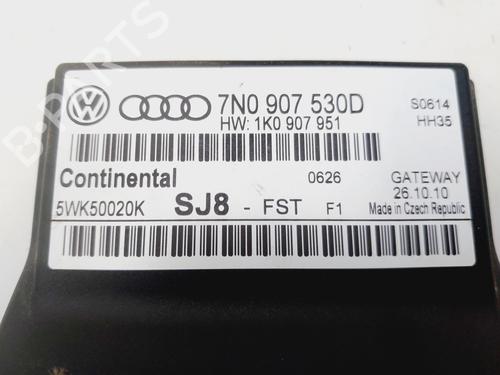 7N0 907 530D
S0614
HW: 1K0 907 951
HH35
Continental
0626
GATEWAY
26.10.10
5WK50020K
SJ8 - FST
F1
Made in Czech Republic
B-PARTS